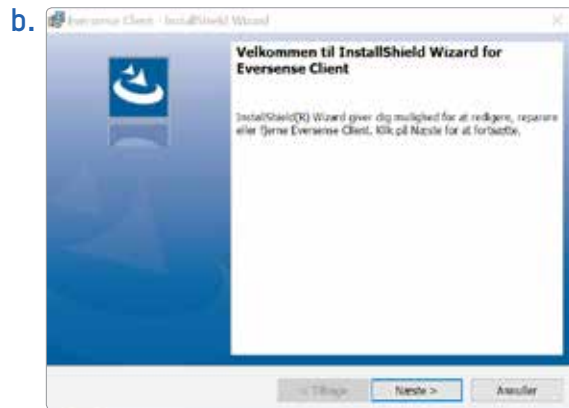 b.
Eversense Client - InstallShield Wizard
Velkommen til InstallShield Wizard for
Eversense Client
InstallShield(R) Wizard giver dig mulighed for at redigere, reparere
eller fjerne Eversense Client. Klik på Næste for at fortsætte.
< Tilbage
Næste >
Annuller